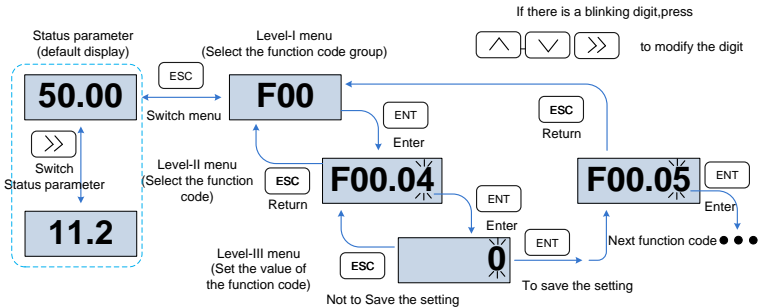 If there is a blinking digit,press
to modify the digit
Status parameter
(default display)
Level-I menu
(Select the function code group)
50.00
ESC
Switch menu
F00
ENT
Enter
ESC
Return
Switch
Status parameter
11.2
Level-II menu
(Select the function
code)
ESC
Return
F00.04
ENT
Enter
F00.05
ENT
Enter
Next function code●●●
Level-III menu
(Set the value of
the function code)
ESC
0
ENT
Not to Save the setting
To save the setting